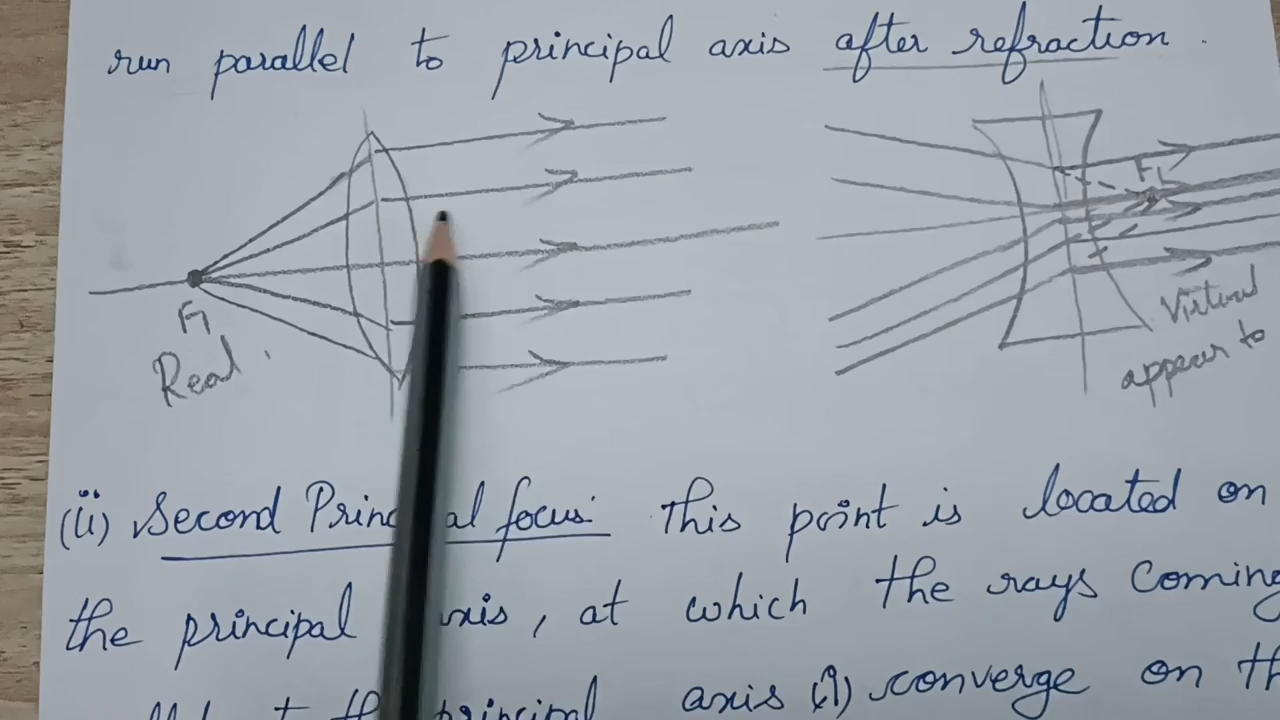 run parallel to principal axis after refraction .
F1
Real .
Virtual
appear to
(ii) Second Princ al focus: This point is located on
the principal xis , at which the rays coming
principal axis (i) converge on th